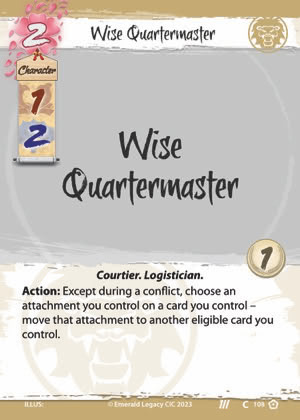 2
Wise Quartermaster
Character
1
2
Wise
Quartermaster
1
Courtier. Logistician.
Action: Except during a conflict, choose an
attachment you control on a card you control –
move that attachment to another eligible card you
control.
ILLUS:
© Emerald Legacy CIC 2023
C 109